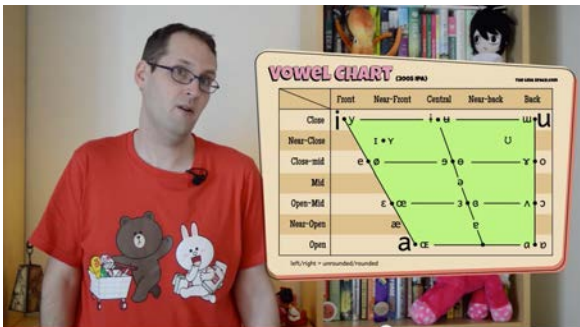 VOWEL CHART (2005 IPA) THE LING SPACE.COM
Front Near-Front Central Near-back Back
Close i y ɨ ʉ ɯ u
Near-Close ɪ ʏ ʊ
Close-mid e ø ɘ ɵ ɤ o
Mid ə
Open-Mid ɛ œ ɜ ɞ ʌ ɔ
Near-Open æ ɐ
Open a ɶ ɑ ɒ
left/right = unrounded/rounded